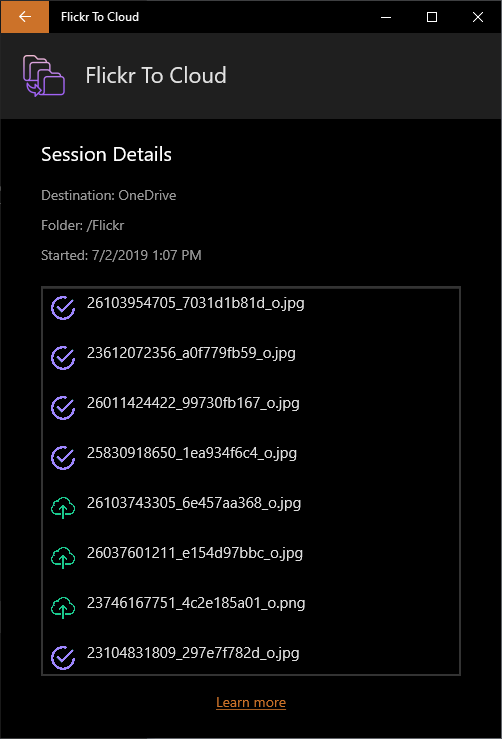 Flickr To Cloud
Flickr To Cloud
Session Details
Destination: OneDrive
Folder: /Flickr
Started: 7/2/2019 1:07 PM
26103954705_7031d1b81d_o.jpg
23612072356_a0f779fb59_o.jpg
26011424422_99730fb167_o.jpg
25830918650_1ea934f6c4_o.jpg
26103743305_6e457aa368_o.jpg
26037601211_e154d97bbc_o.jpg
23746167751_4c2e185a01_o.png
23104831809_297e7f782d_o.jpg
Learn more